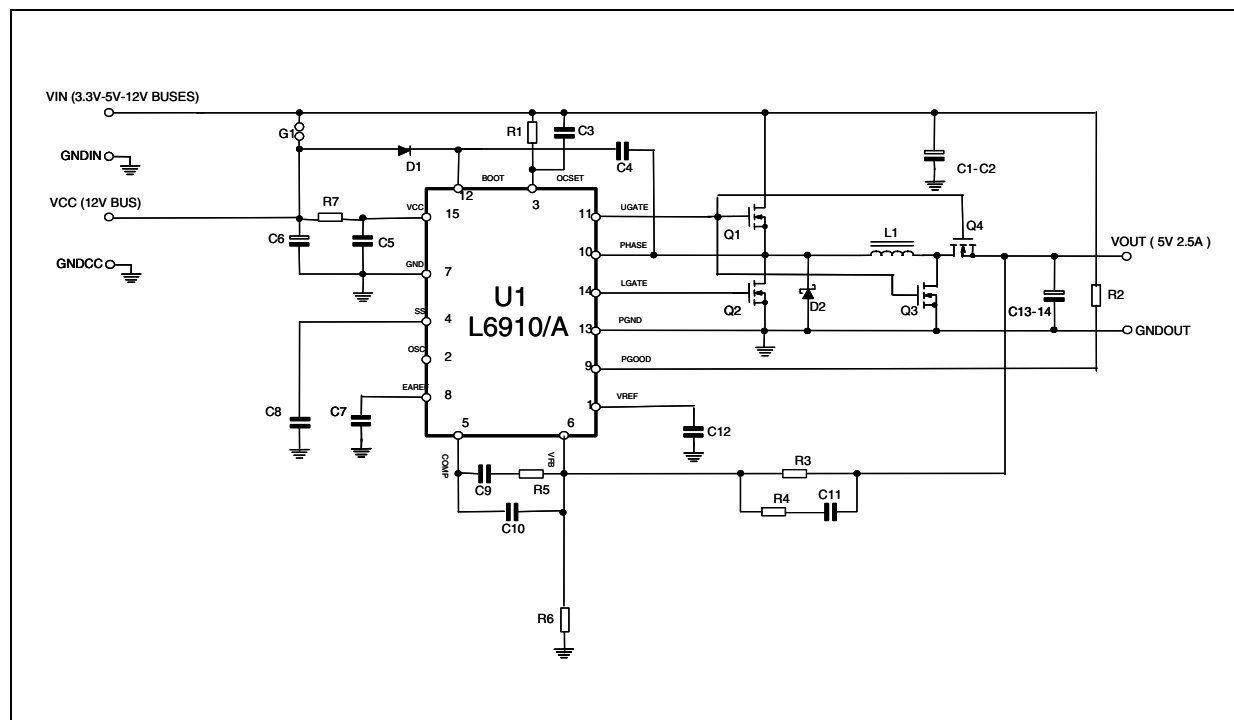 VIN (3.3V-5V-12V BUSES)
G1
R1
C3
GNDIN
D1
C4
C1-C2
BOOT
OCSET
12
3
VCC (12V BUS)
R7
VCC
15
11
UGATE
Q1
Q4
C6
C5
L1
VOUT ( 5V 2.5A )
PHASE
10
GNDCC
GND
7
U1
L6910/A
14
LGATE
Q2
D2
Q3
C13-14
R2
SS
4
13
PGND
GNDOUT
OSC
2
9
PGOOD
EAREF
8
1
VREF
C8
C7
C12
5
6
COMP
VFB
C9
R5
R3
R4
C11
C10
R6